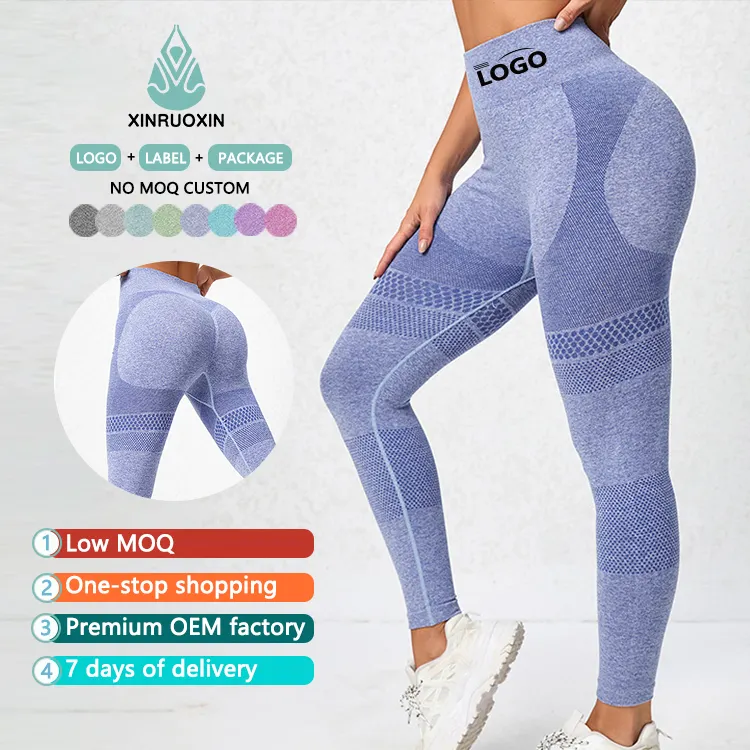 XINRUOXIN
LOGO + LABEL + PACKAGE
NO MOQ CUSTOM
LOGO
1 Low MOQ
2 One-stop shopping
3 Premium OEM factory
4 7 days of delivery